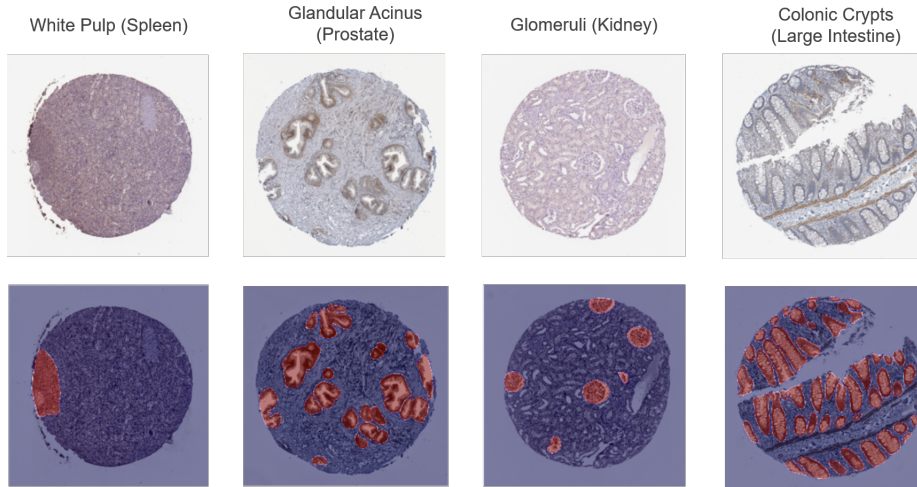 White Pulp (Spleen)
Glandular Acinus
(Prostate)
Glomeruli (Kidney)
Colonic Crypts
(Large Intestine)